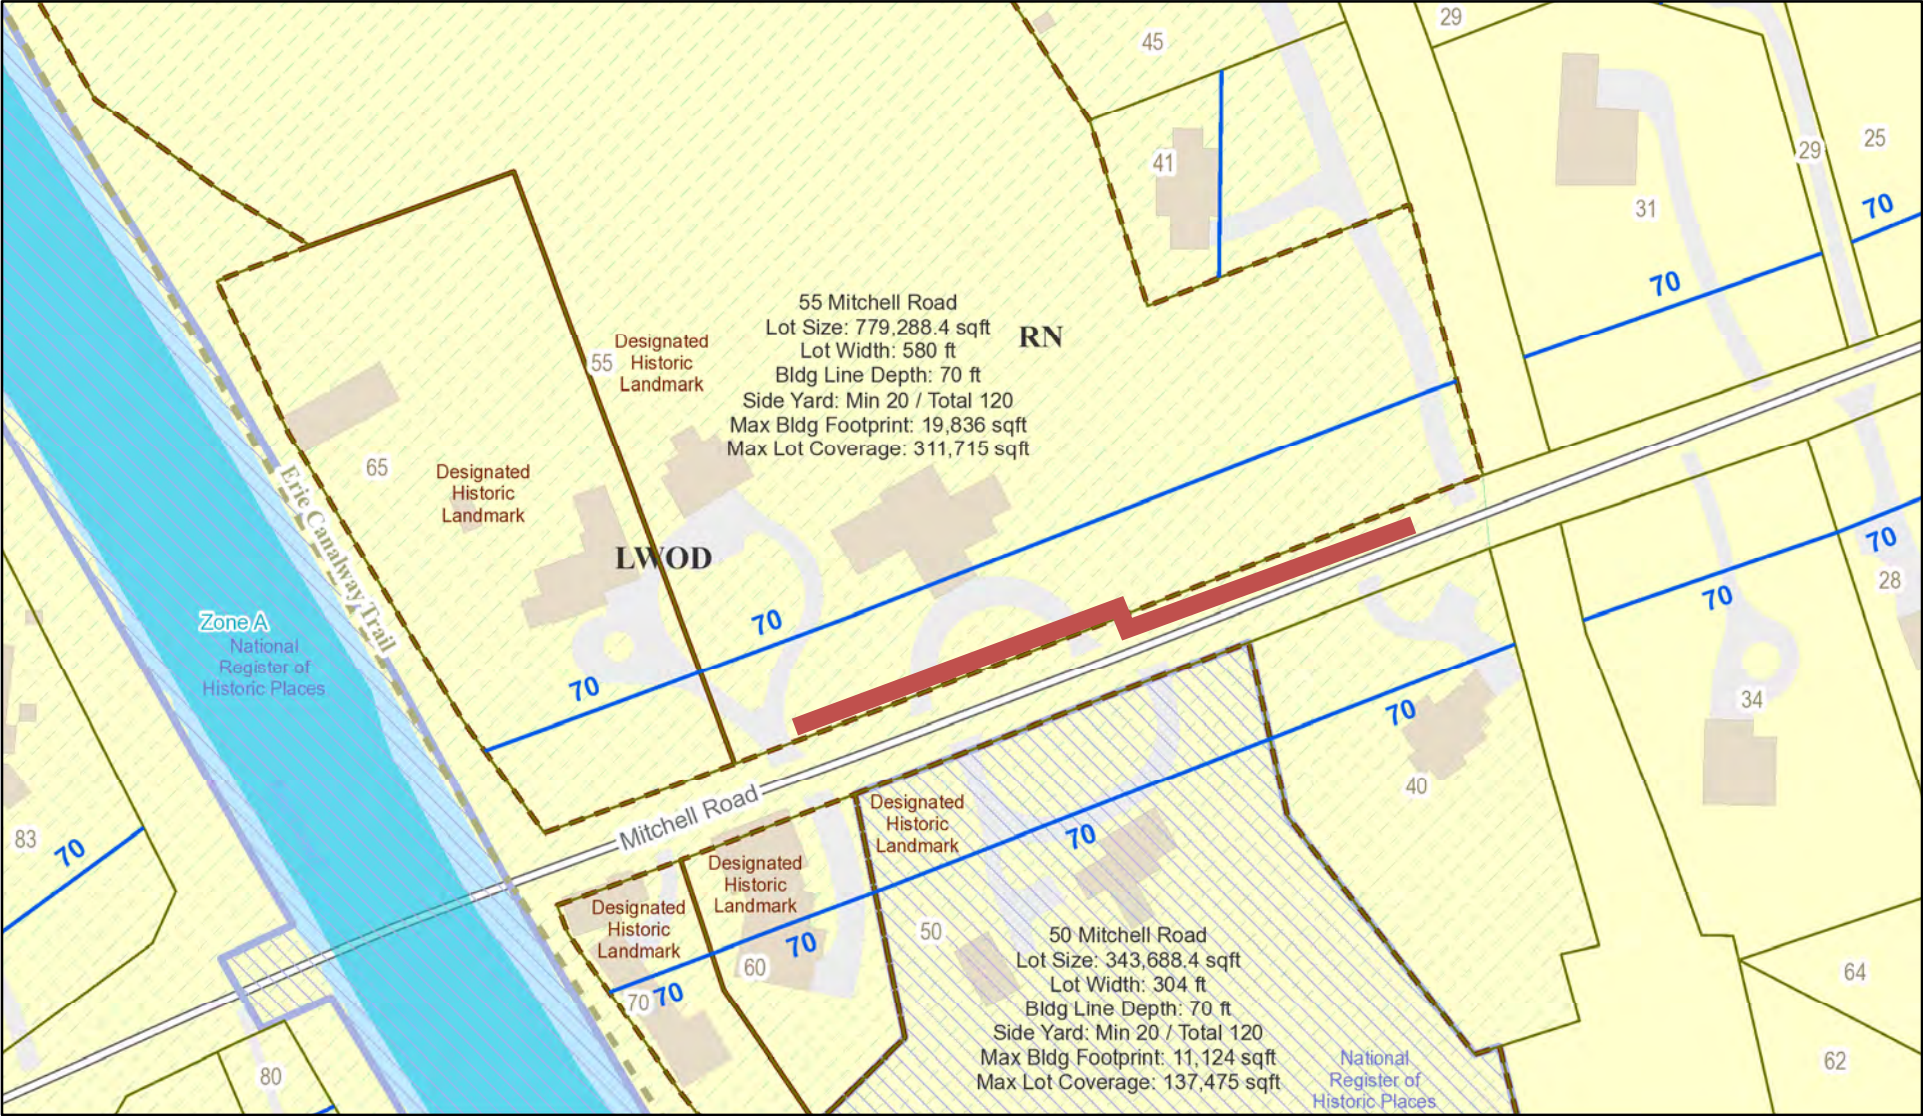 45
29
41
31
29
25
70
70
55 Mitchell Road
Lot Size: 779,288.4 sqft
Lot Width: 580 ft
Bldg Line Depth: 70 ft
Side Yard: Min 20 / Total 120
Max Bldg Footprint: 19,836 sqft
Max Lot Coverage: 311,715 sqft
RN
55
Designated
Historic
Landmark
65
Designated
Historic
Landmark
LWOD
Erie Canalway Trail
Zone A
National
Register of
Historic Places
70
70
70
70
28
70
34
40
Mitchell Road
83
70
Designated
Historic
Landmark
70
Designated
Historic
Landmark
Designated
Historic
Landmark
50
60
70
70
70
50 Mitchell Road
Lot Size: 343,688.4 sqft
Lot Width: 304 ft
Bldg Line Depth: 70 ft
Side Yard: Min 20 / Total 120
Max Bldg Footprint: 11,124 sqft
Max Lot Coverage: 137,475 sqft
National
Register of
Historic Places
80
64
62